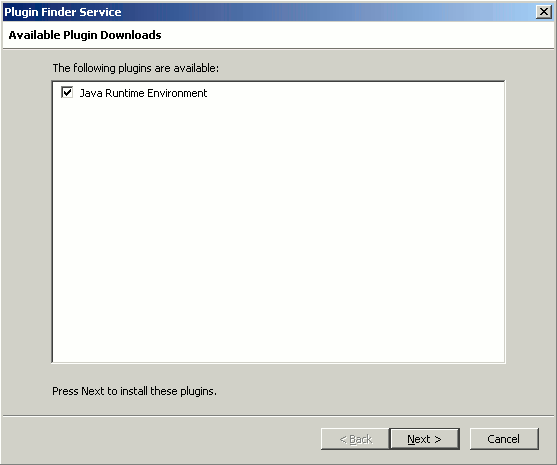 Plugin Finder Service
Available Plugin Downloads
The following plugins are available:
Java Runtime Environment
Press Next to install these plugins.
< Back Next > Cancel